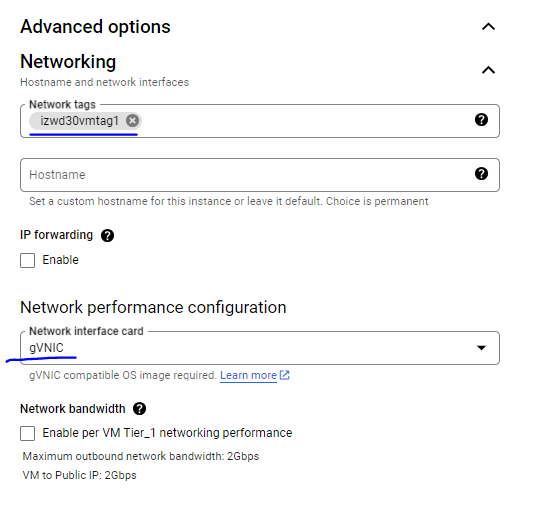 Advanced options
Networking
Hostname and network interfaces
Network tags
izwd30vmtag1
Hostname
Set a custom hostname for this instance or leave it default. Choice is permanent
IP forwarding
Enable
Network performance configuration
Network interface card
gVNIC
gVNIC compatible OS image required. Learn more
Network bandwidth
Enable per VM Tier_1 networking performance
Maximum outbound network bandwidth: 2Gbps
VM to Public IP: 2Gbps